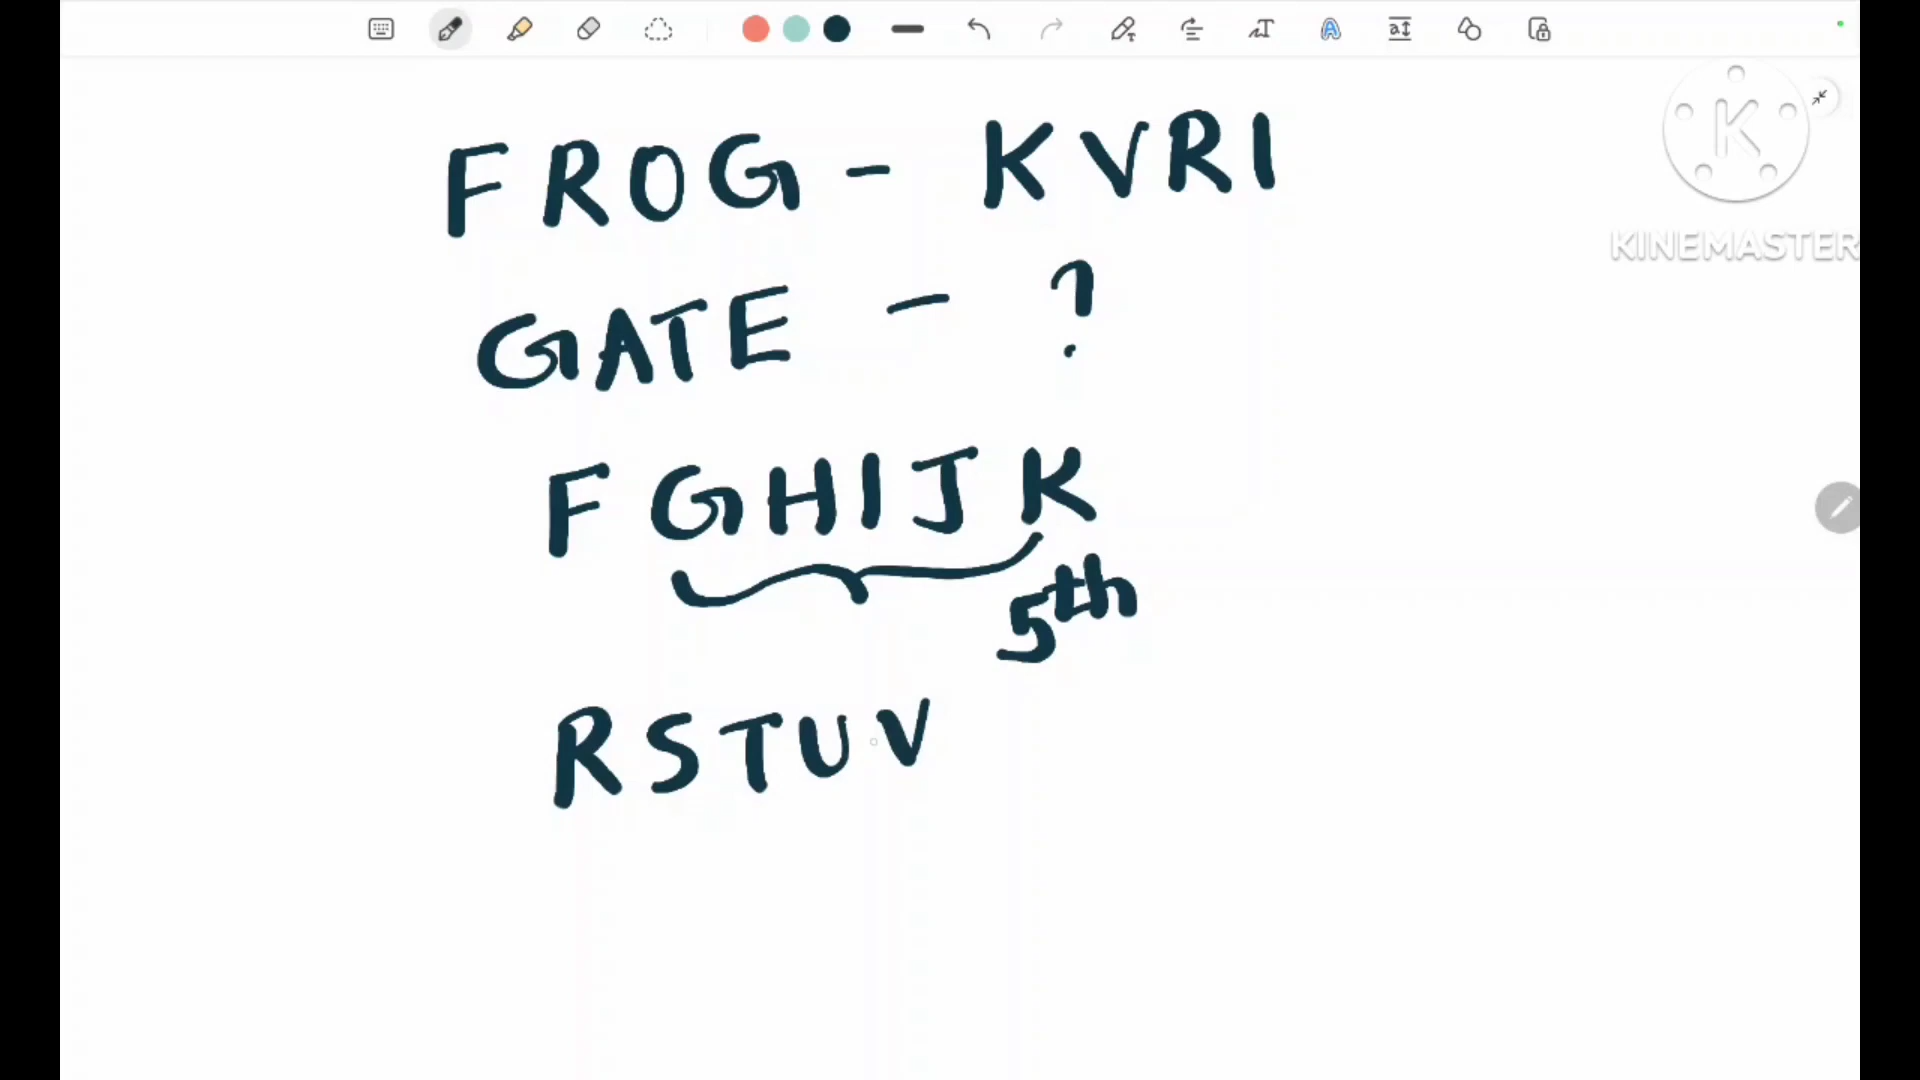 FROG - KVRI
K
KINEMASTER
GATE - ?
FGHIJK
5th
RSTUV